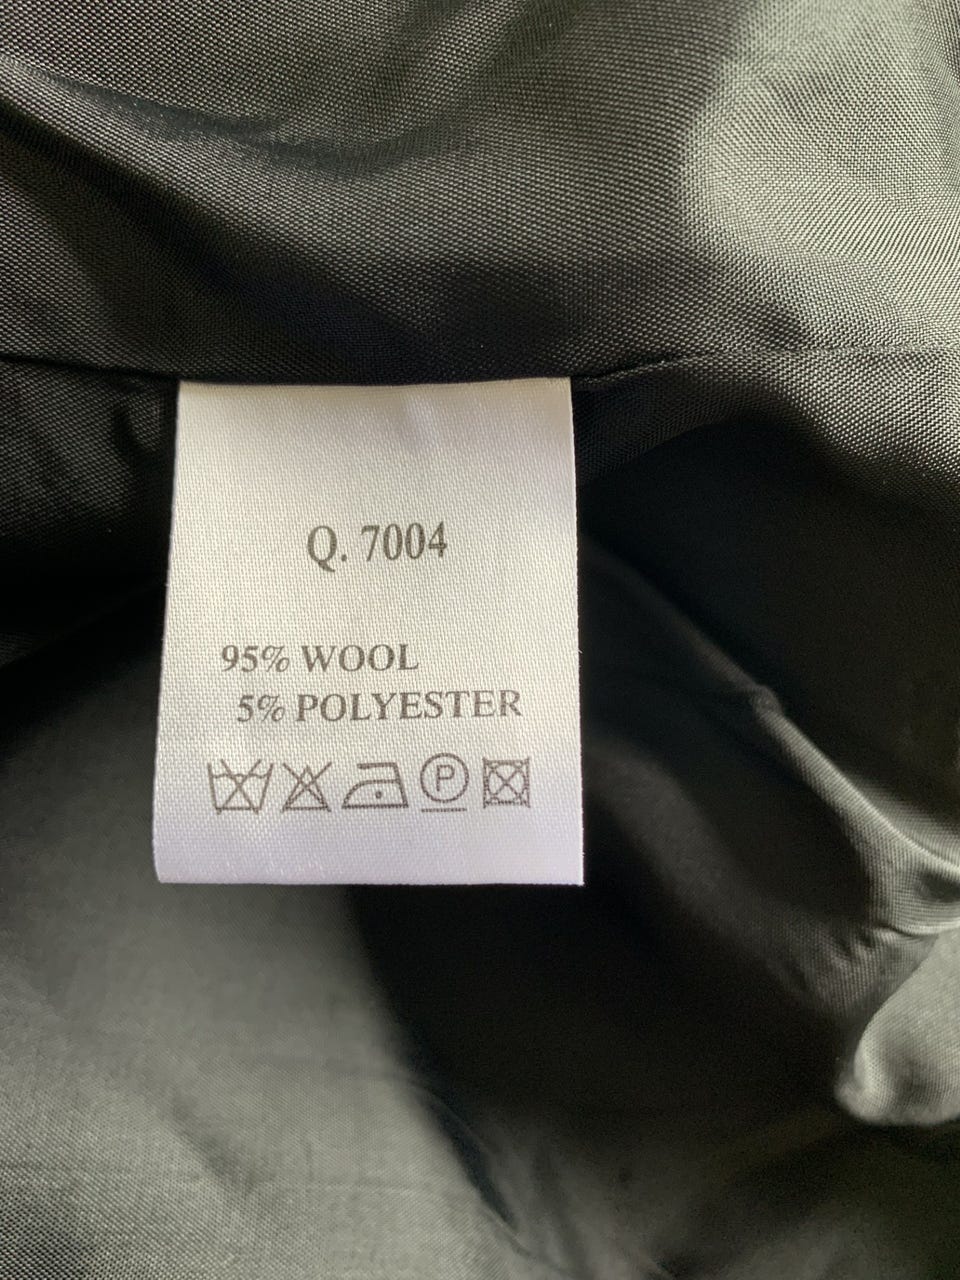 Q. 7004
95% WOOL
5% POLYESTER
P